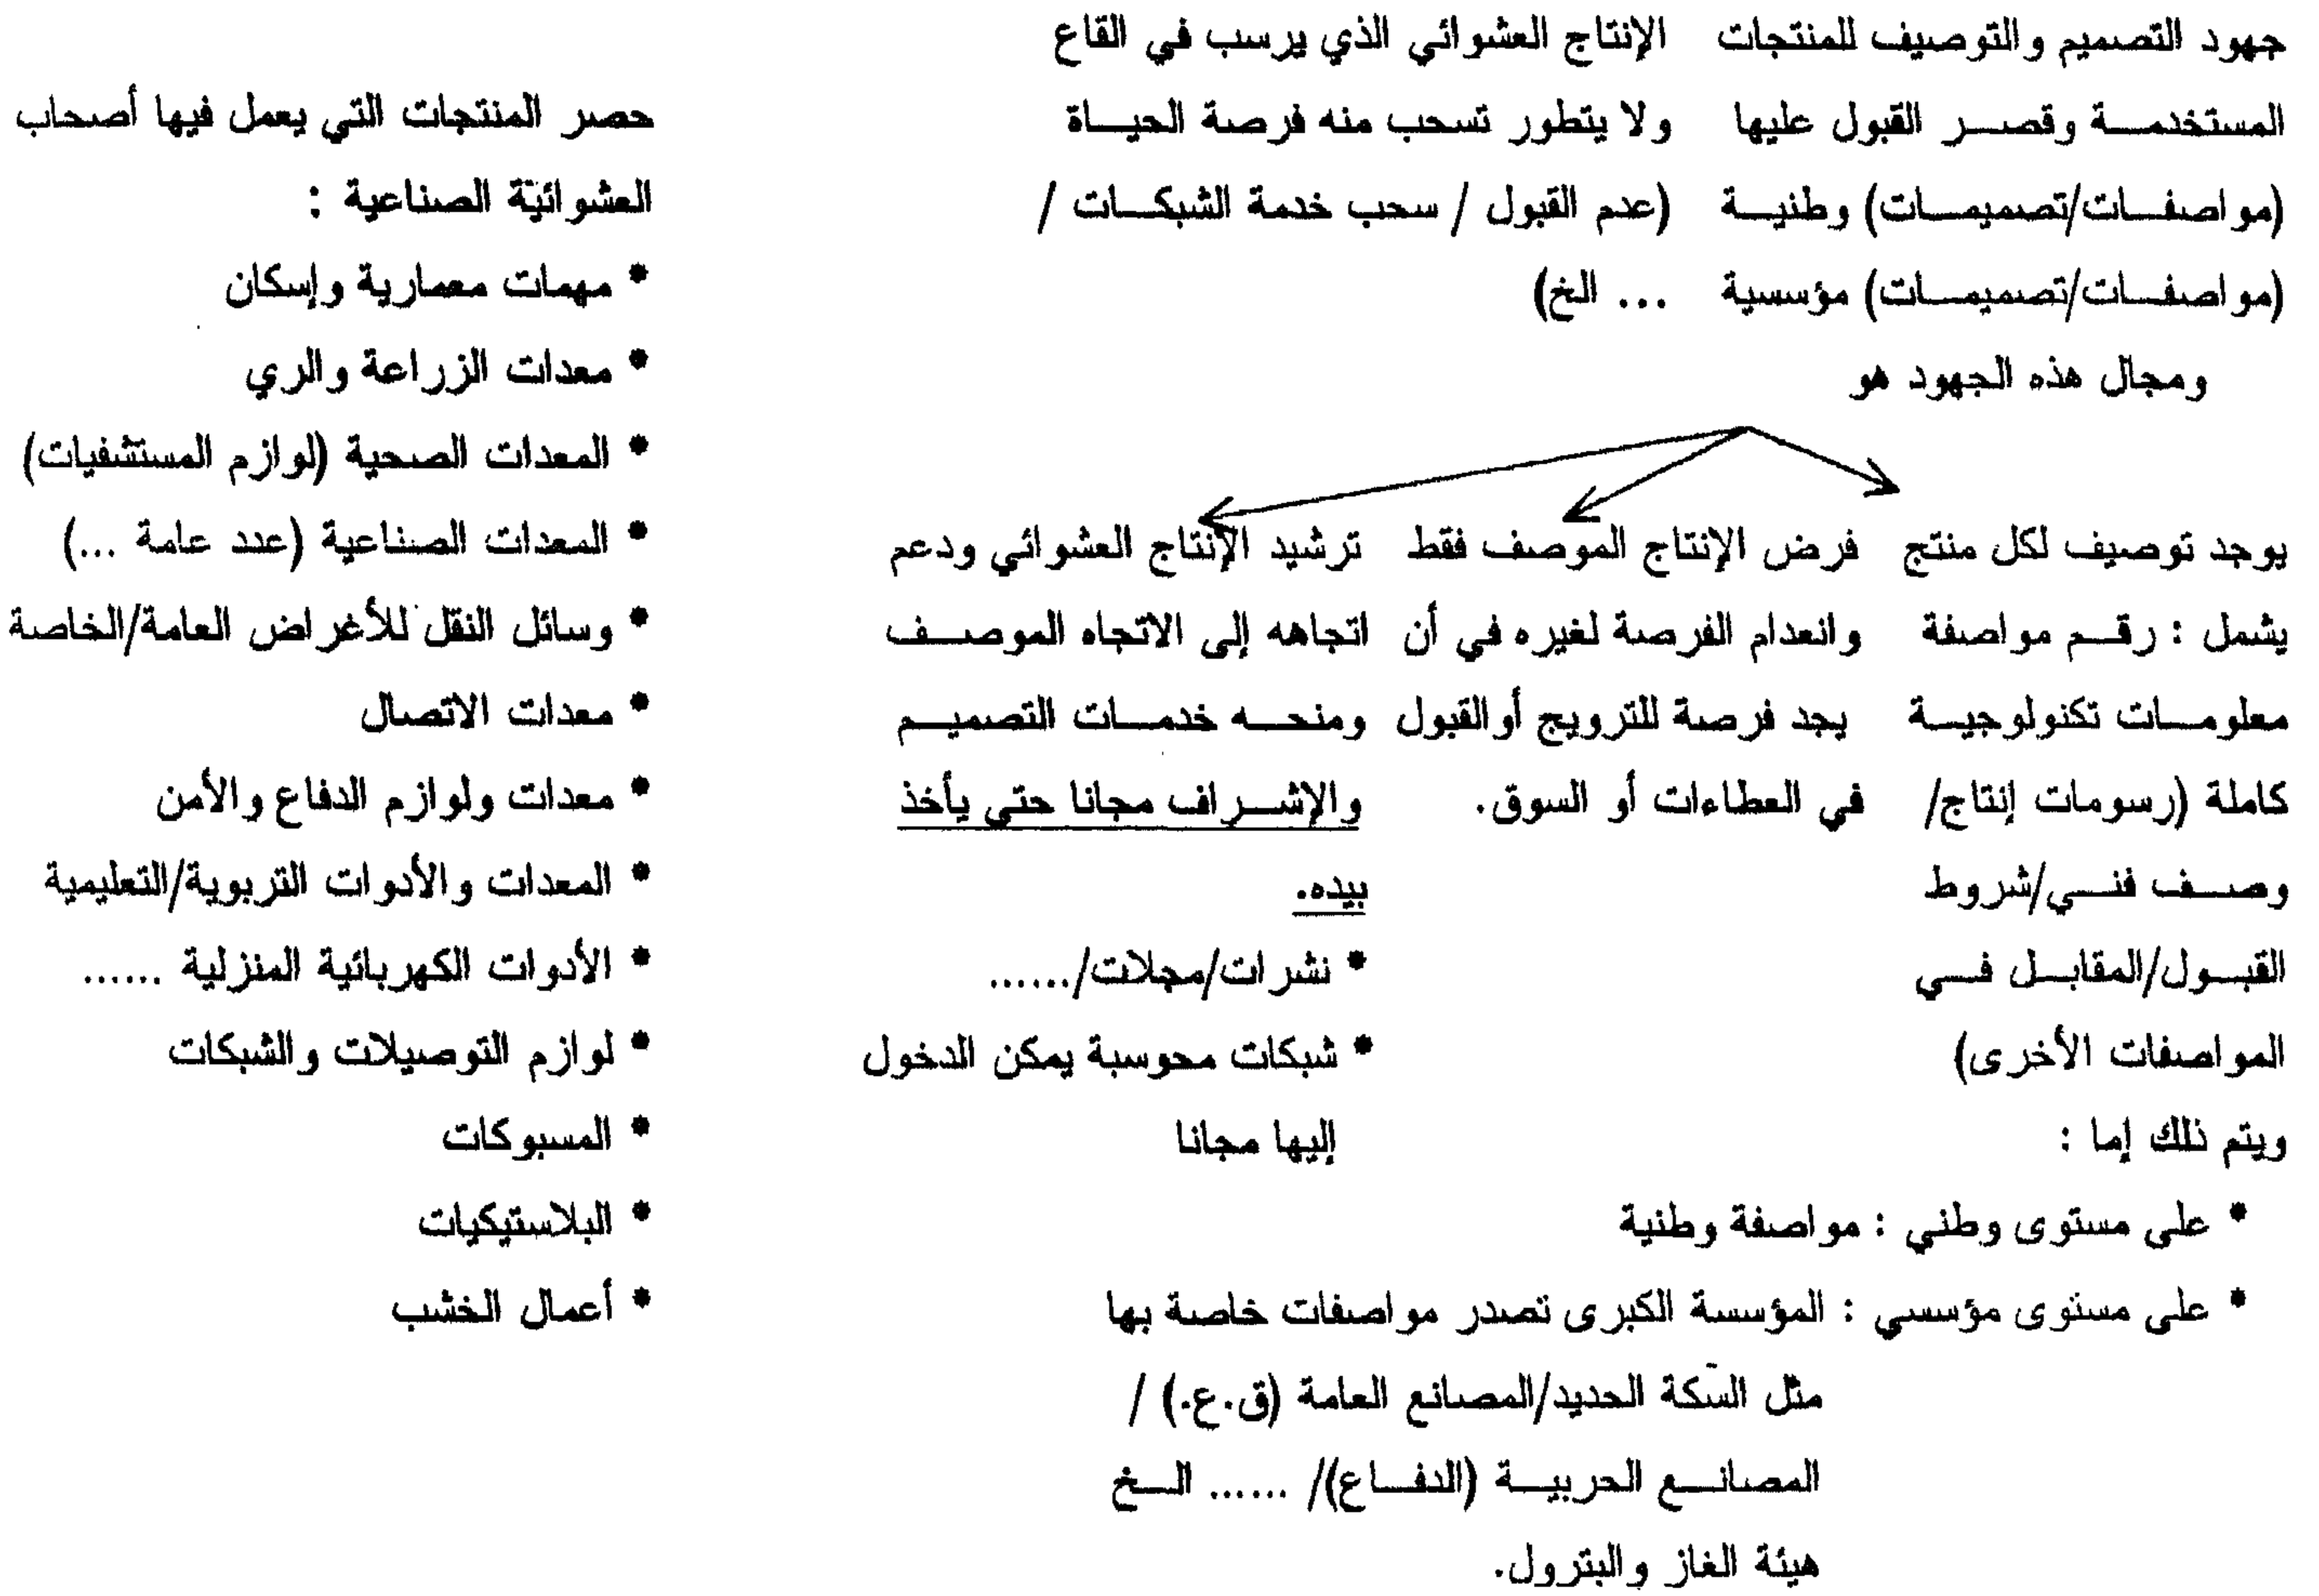 جهود التصميم والتوصيف للمنتجات
المستخدمة وقصر القبول عليها
(مواصفات/تصميمات) وطنية
(مواصفات/تصميمات) مؤسسية
الإنتاج العشوائي الذي يرسب في القاع
ولا يتطور تسحب منه فرصة الحياة
(عدم القبول / سحب خدمة الشبكات /
... الخ)
ومجال هذه الجهود هو
يوجد توصيف لكل منتج
يشمل : رقم مواصفة
معلومات تكنولوجية
كاملة (رسومات إنتاج/
وصف فني/شروط
القبول/المقابل في
المواصفات الأخرى)
ويتم ذلك إما :
* على مستوى وطني : مواصفة وطنية
* على مستوى مؤسسي : المؤسسة الكبرى تصدر مواصفات خاصة بها
مثل السكة الحديد/المصانع العامة (ق.ع.) /
المصانع الحربية (الدفاع)/ ...... الخ
هيئة الغاز والبترول.
فرض الإنتاج الموصف فقط
وانعدام الفرصة لغيره في أن
يجد فرصة للترويج أوالقبول
في العطاءات أو السوق.
ترشيد الإنتاج العشوائي ودعم
اتجاهه إلى الاتجاه الموصف
ومنحه خدمات التصميم
والإشراف مجانا حتى يأخذ
بيده.
* نشرات/مجلات/......
* شبكات محوسبة يمكن الدخول
إليها مجانا
حصر المنتجات التي يعمل فيها أصحاب
العشوائية الصناعية :
* مهمات معمارية وإسكان
* معدات الزراعة والري
* المعدات الصحية (لوازم المستشفيات)
* المعدات الصناعية (عدد عامة ...)
* وسائل النقل للأغراض العامة/الخاصة
* معدات الاتصال
* معدات ولوازم الدفاع والأمن
* المعدات والأدوات التربوية/التعليمية
* الأدوات الكهربائية المنزلية ......
* لوازم التوصيلات والشبكات
* المسبوكات
* البلاستيكيات
* أعمال الخشب